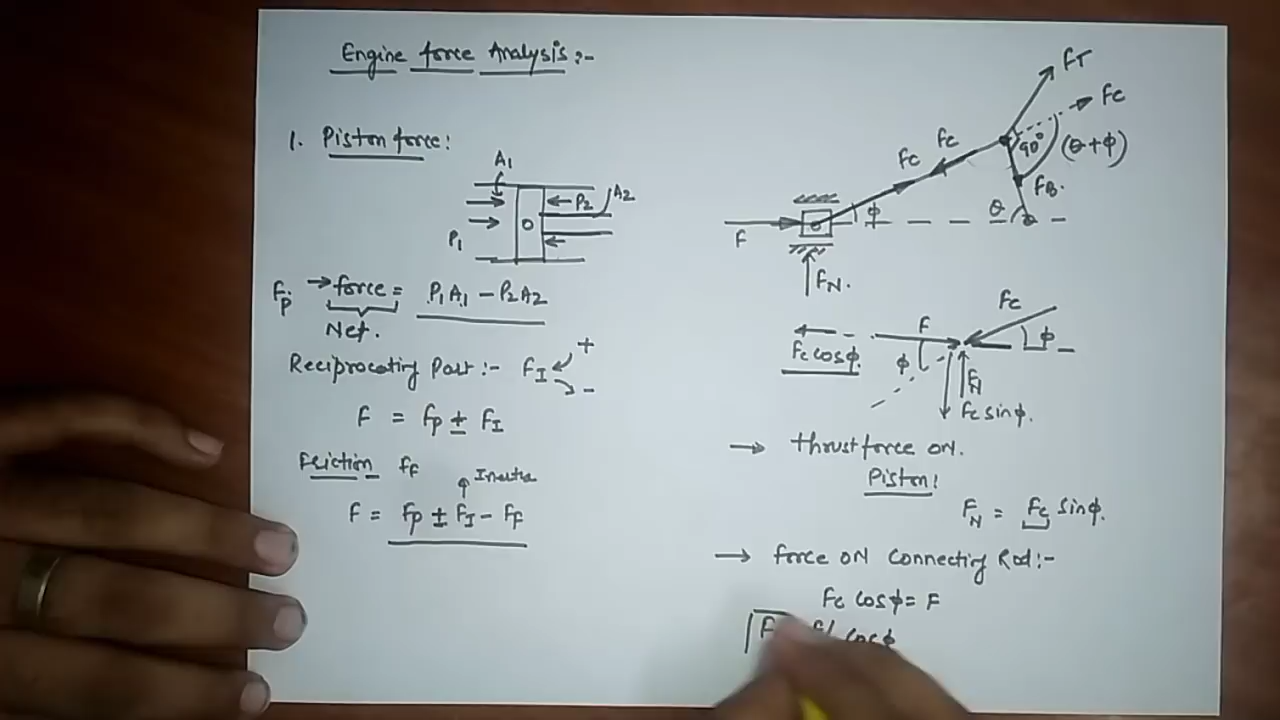 Engine force Analysis:-
1. Piston force:
A1
P2
A2
P1
Fp → force = P1A1 - P2A2
Net.
Reciprocating Part :- FI + -
F = Fp ± FI
Friction Ff
Inertia
F = Fp ± FI - Ff
FT
Fc
Fc
Fc
90°
(θ+ϕ)
FB.
θ
ϕ
F
FN.
Fc
F
ϕ
Fc cosϕ.
ϕ
FN
Fc sinϕ.
→ thrust force ON.
Piston!
FN = Fc sinϕ.
→ force ON Connecting Rod:-
Fc cosϕ = F
F/ cosϕ